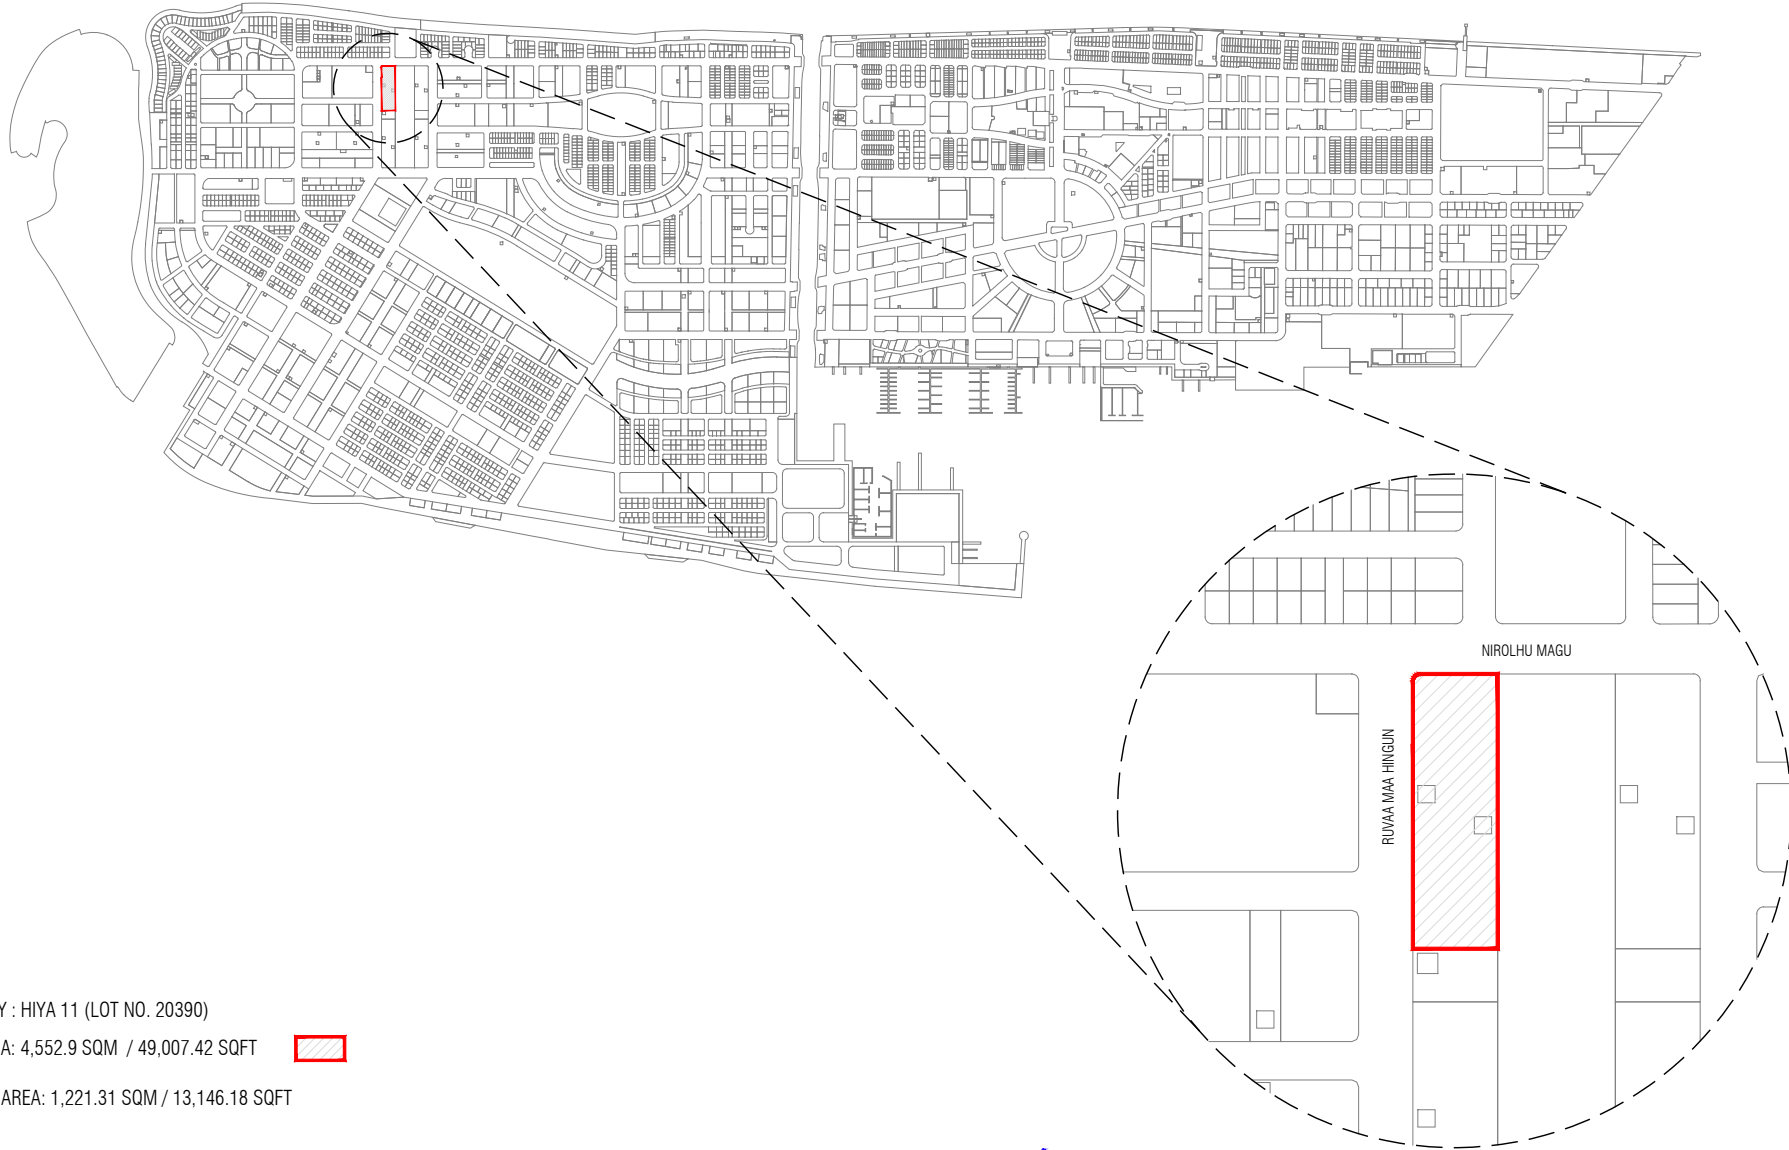 NIROLHU MAGU
RUVAA MAA HINGUN
Y : HIYA 11 (LOT NO. 20390)
A: 4,552.9 SQM / 49,007.42 SQFT
AREA: 1,221.31 SQM / 13,146.18 SQFT